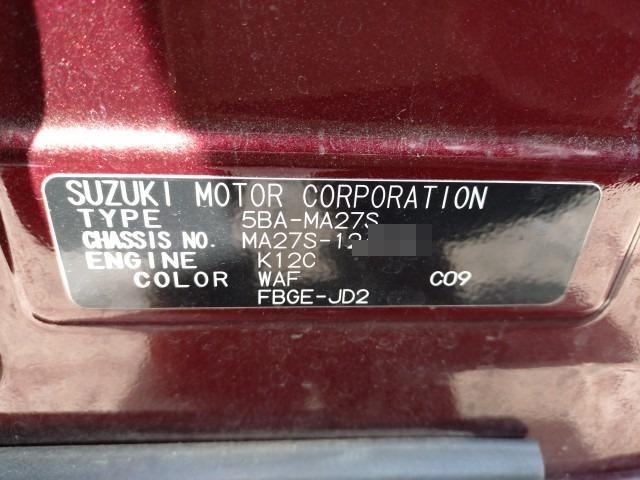 SUZUKI MOTOR CORPORATION
TYPE 5BA-MA27S
CHASSIS NO. MA27S-12
ENGINE K12C
COLOR WAF C09
FBGE-JD2